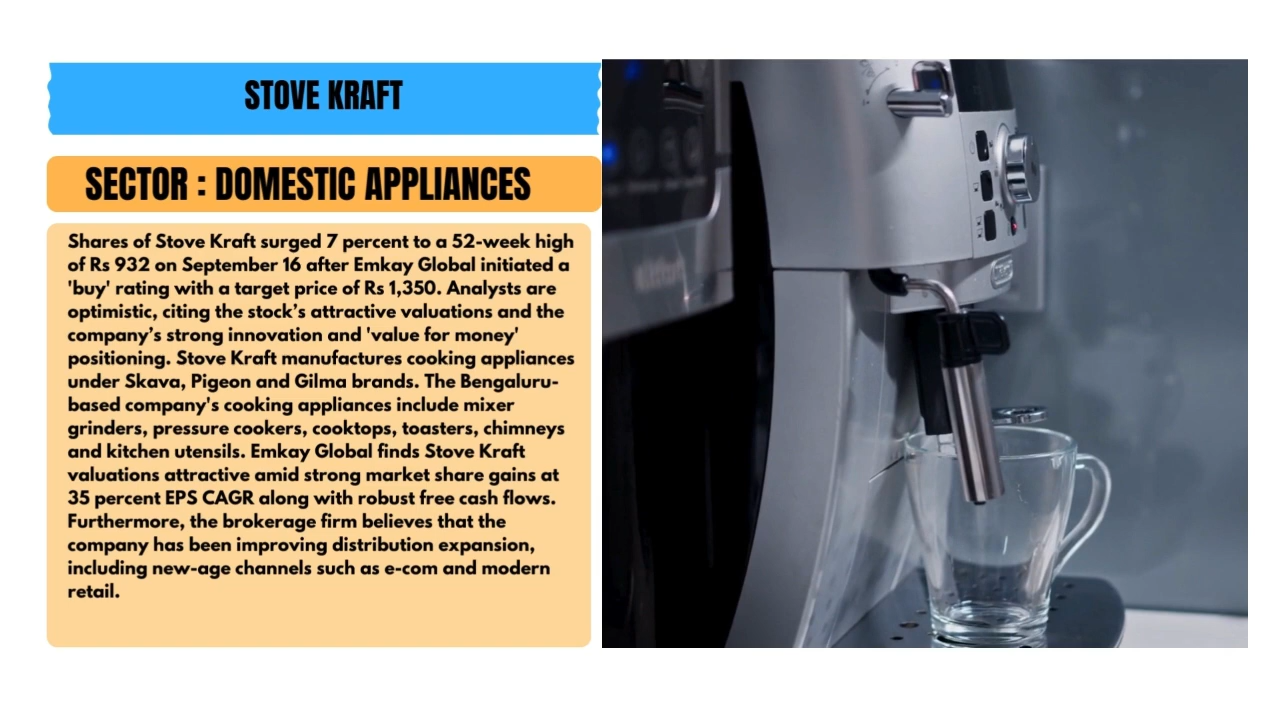 STOVE KRAFT
SECTOR : DOMESTIC APPLIANCES
Shares of Stove Kraft surged 7 percent to a 52-week high
of Rs 932 on September 16 after Emkay Global initiated a
'buy' rating with a target price of Rs 1,350. Analysts are
optimistic, citing the stock’s attractive valuations and the
company’s strong innovation and 'value for money'
positioning. Stove Kraft manufactures cooking appliances
under Skava, Pigeon and Gilma brands. The Bengaluru-
based company's cooking appliances include mixer
grinders, pressure cookers, cooktops, toasters, chimneys
and kitchen utensils. Emkay Global finds Stove Kraft
valuations attractive amid strong market share gains at
35 percent EPS CAGR along with robust free cash flows.
Furthermore, the brokerage firm believes that the
company has been improving distribution expansion,
including new-age channels such as e-com and modern
retail.